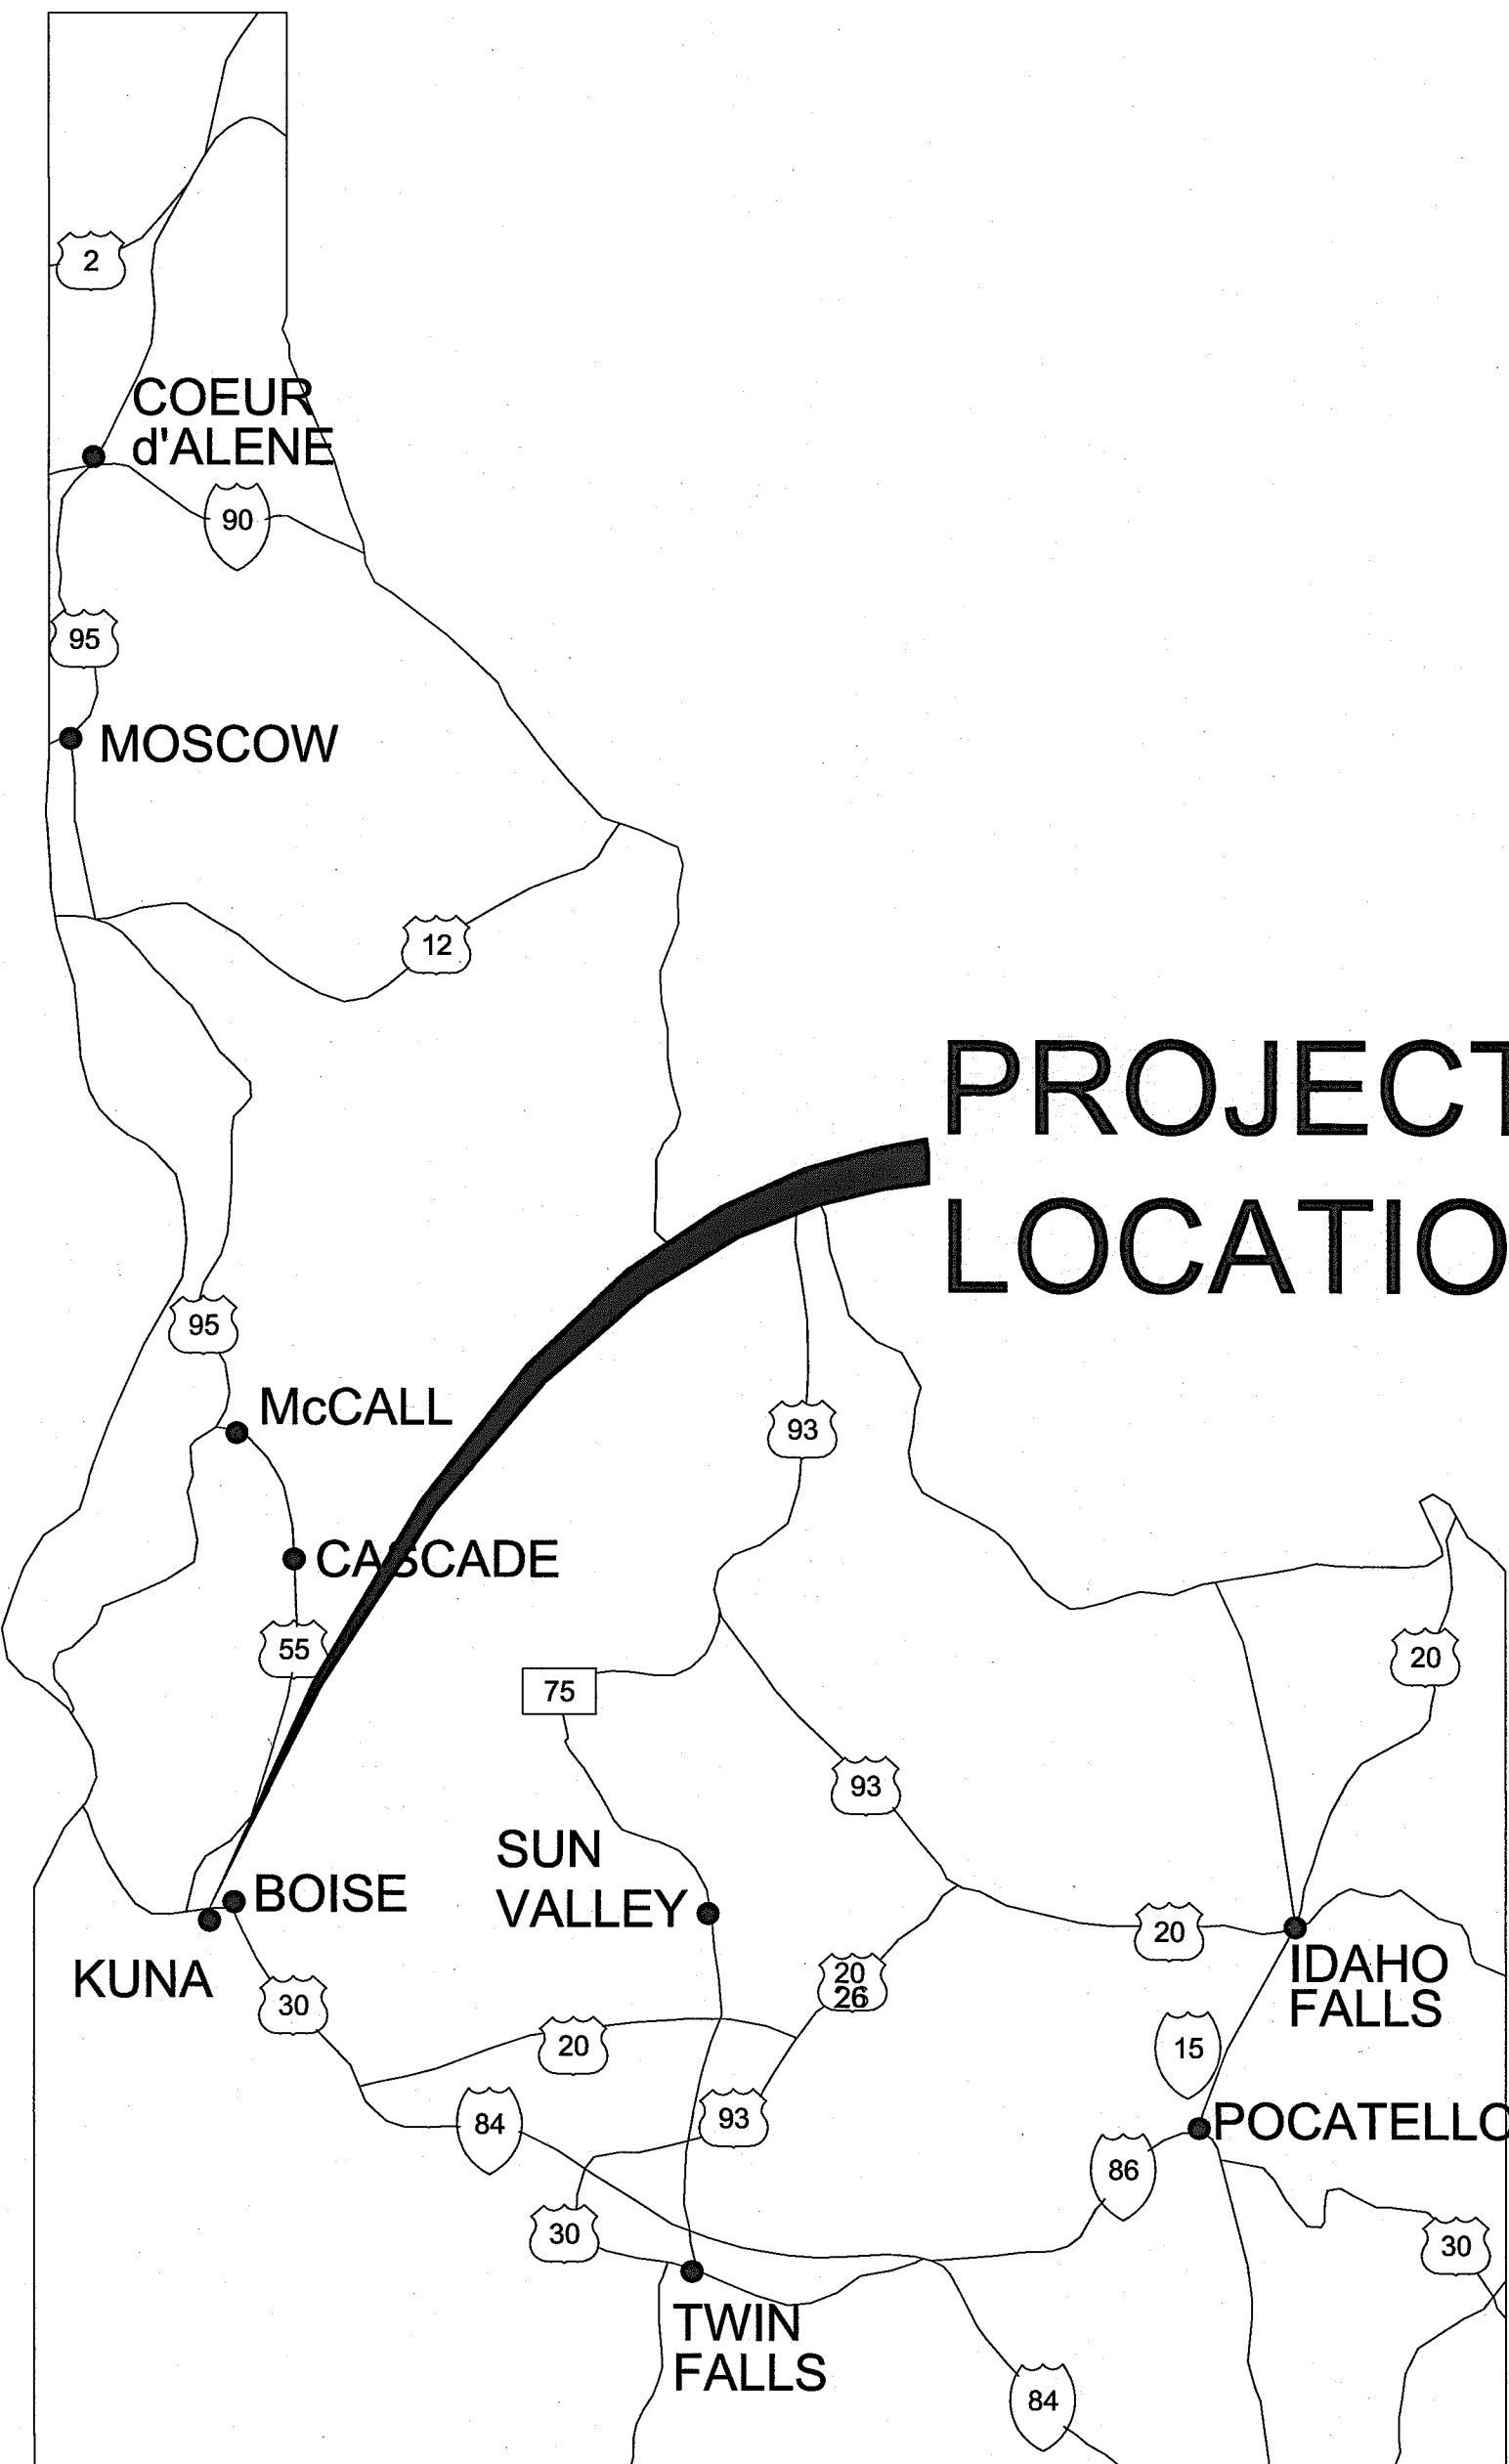 2
COEUR
d'ALENE
90
95
MOSCOW
12
PROJECT
LOCATIO
95
McCALL
93
CASCADE
55
20
75
93
SUN
VALLEY
BOISE
KUNA
20
20
26
IDAHO
FALLS
30
20
15
84
93
POCATELLO
86
30
30
TWIN
FALLS
84